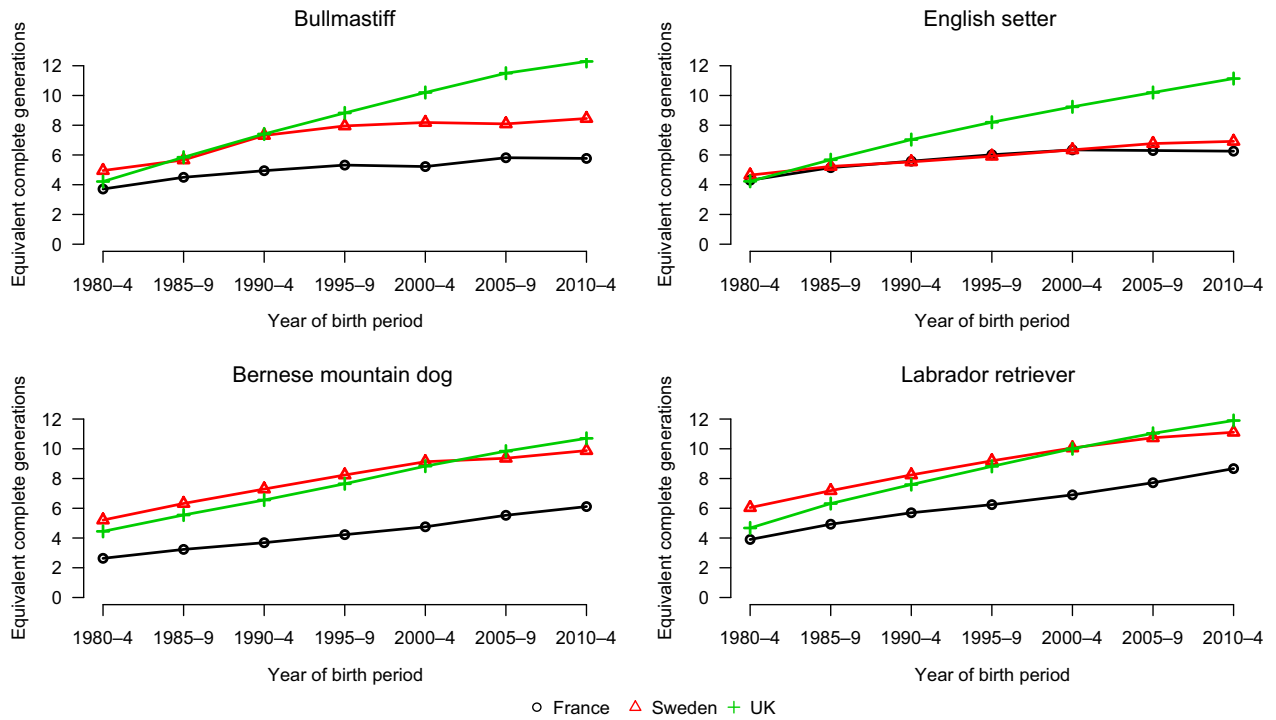 Bullmastiff
Equivalent complete generations
12
10
8
6
4
2
0
1980–4 1985–9 1990–4 1995–9 2000–4 2005–9 2010–4
Year of birth period
English setter
Equivalent complete generations
12
10
8
6
4
2
0
1980–4 1985–9 1990–4 1995–9 2000–4 2005–9 2010–4
Year of birth period
Bernese mountain dog
Equivalent complete generations
12
10
8
6
4
2
0
1980–4 1985–9 1990–4 1995–9 2000–4 2005–9 2010–4
Year of birth period
Labrador retriever
Equivalent complete generations
12
10
8
6
4
2
0
1980–4 1985–9 1990–4 1995–9 2000–4 2005–9 2010–4
Year of birth period
France Sweden UK